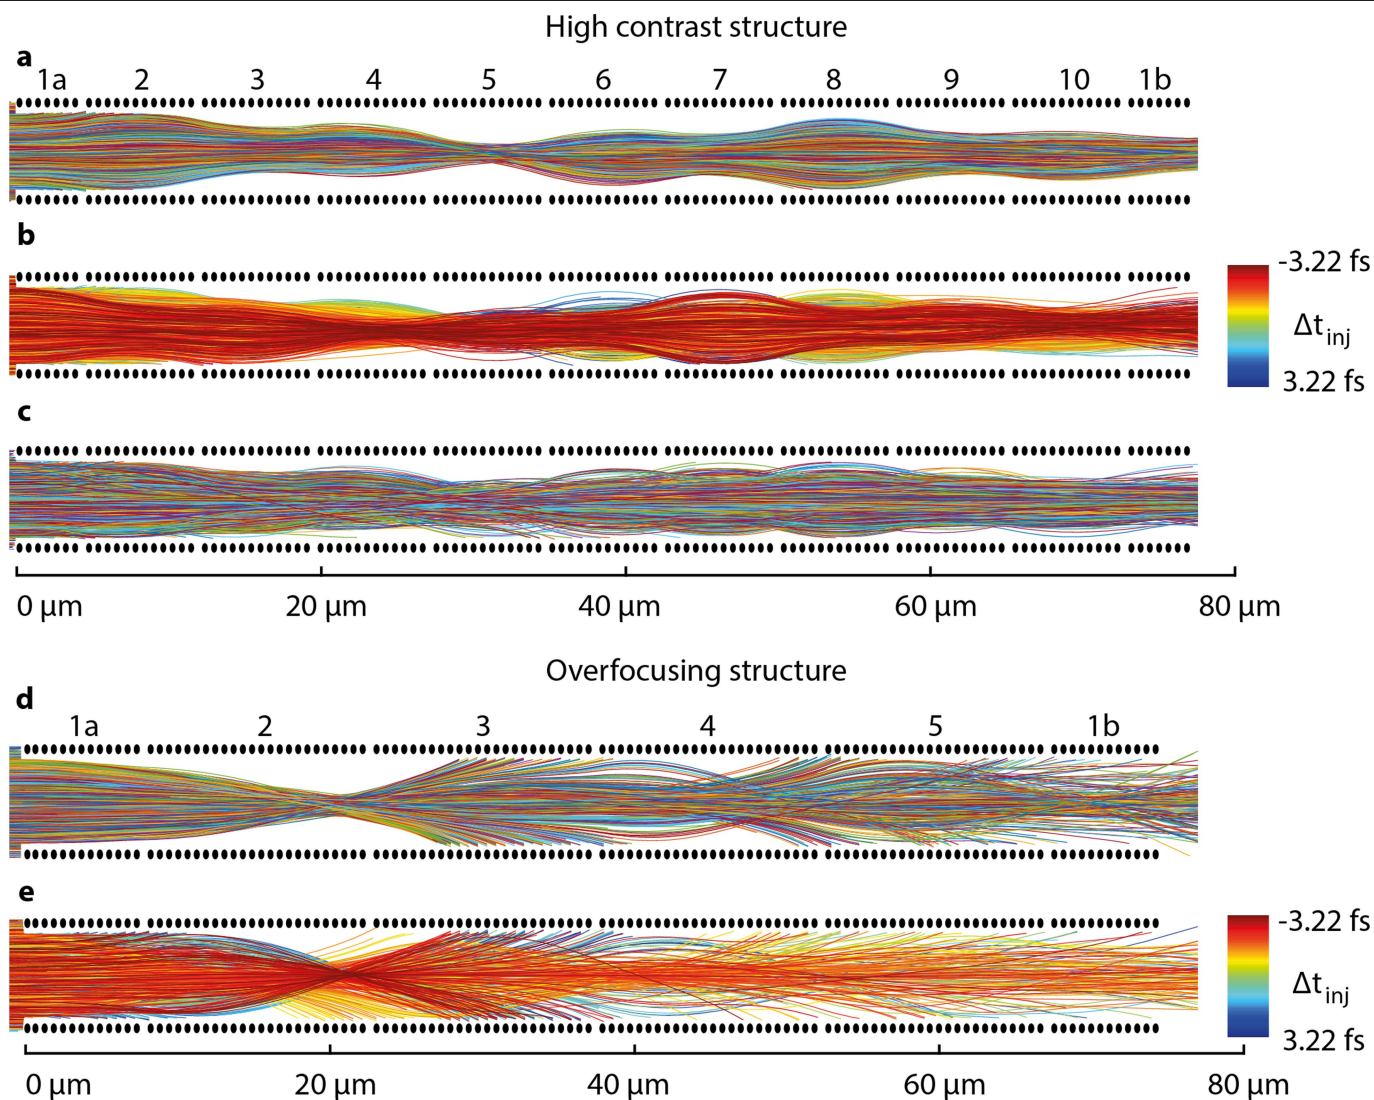 High contrast structure
a
1a 2 3 4 5 6 7 8 9 10 1b
b
-3.22 fs
Δt inj
3.22 fs
c
0 μm 20 μm 40 μm 60 μm 80 μm
Overfocusing structure
d
1a 2 3 4 5 1b
e
-3.22 fs
Δt inj
3.22 fs
0 μm 20 μm 40 μm 60 μm 80 μm